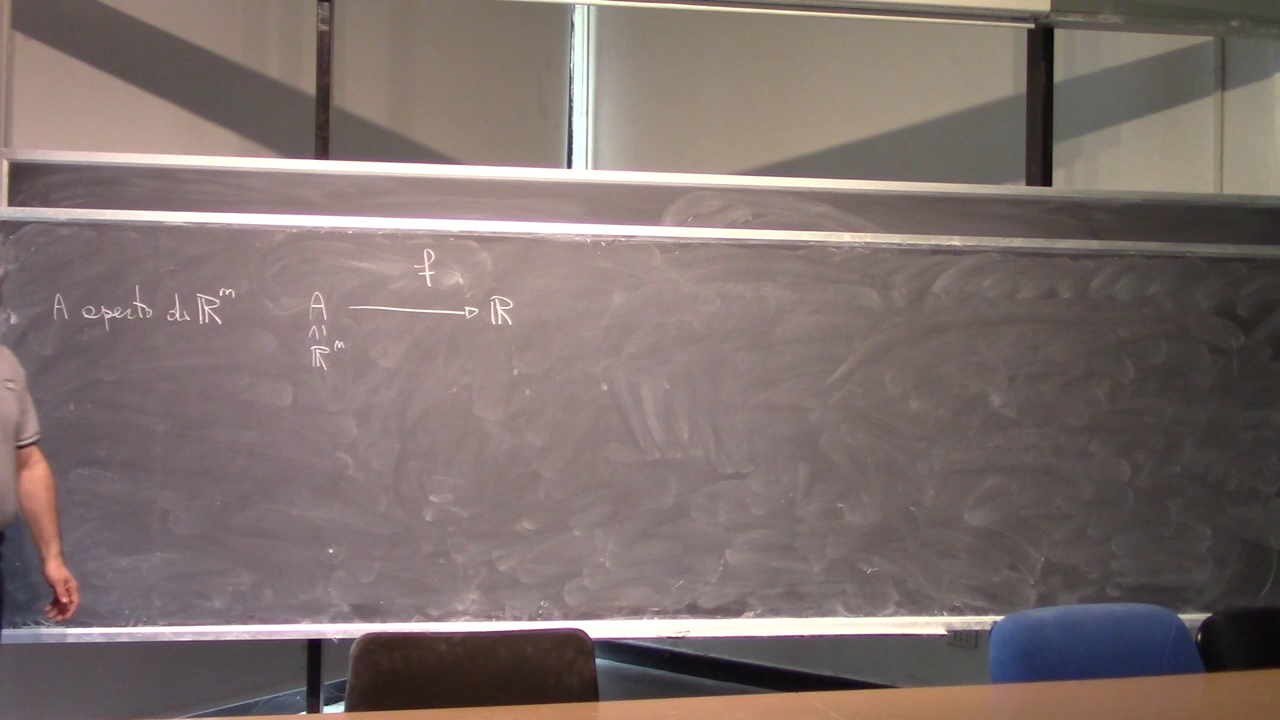 f
A aperto di ℝⁿ A ⟶ ℝ
∩|
ℝⁿ